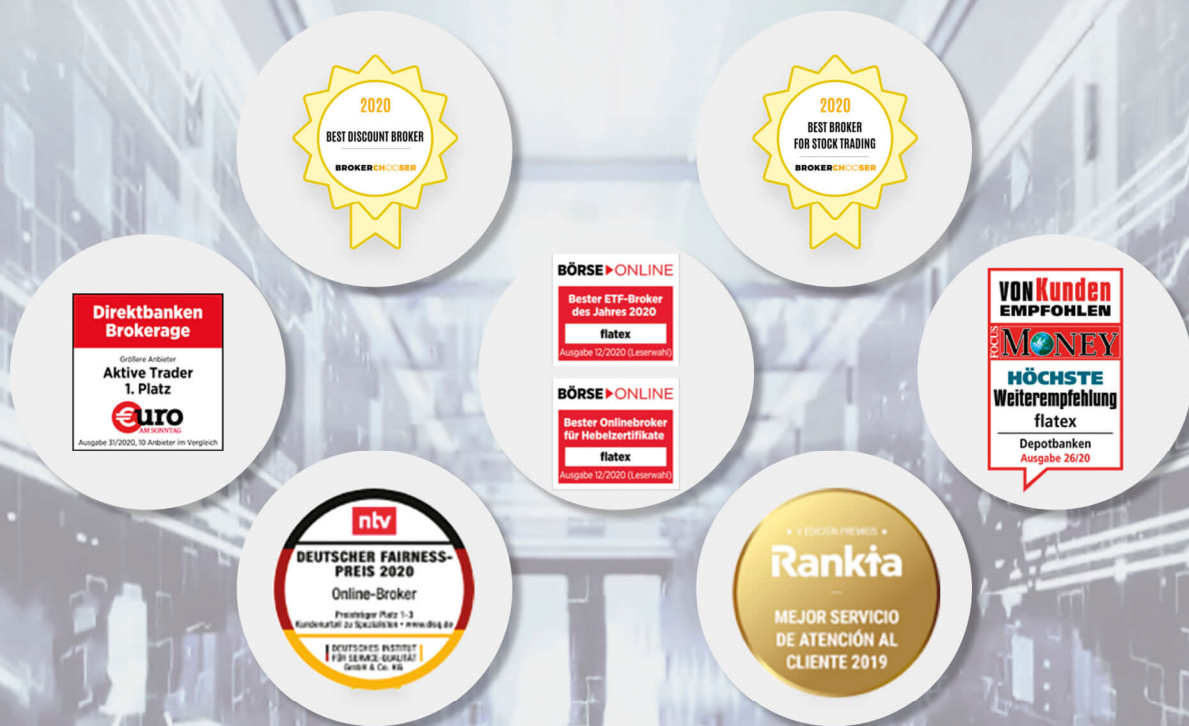 2020
BEST DISCOUNT BROKER
BROKERCHOOSER
2020
BEST BROKER
FOR STOCK TRADING
BROKERCHOOSER
Direktbanken
Brokerage
Größere Anbieter
Aktive Trader
1. Platz
€uro
AM SONNTAG
Ausgabe 31/2020, 10 Anbieter im Vergleich
BÖRSE ONLINE
Bester ETF-Broker
des Jahres 2020
flatex
Ausgabe 12/2020 (Leserwahl)
BÖRSE ONLINE
Bester Onlinebroker
für Hebelzertifikate
flatex
Ausgabe 12/2020 (Leserwahl)
VON Kunden
EMPFOHLEN
FOCUS
MONEY
HÖCHSTE
Weiterempfehlung
flatex
Depotbanken
Ausgabe 26/20
ntv
DEUTSCHER FAIRNESS-
PREIS 2020
Online-Broker
Preisträger Platz 1-3
Kundenurteil zu Spezialisten • www.disq.de
DEUTSCHES INSTITUT
FÜR SERVICE-QUALITÄT
GmbH & Co. KG
• V EDICIÓN PREMIOS •
Rankia
MEJOR SERVICIO
DE ATENCIÓN AL
CLIENTE 2019